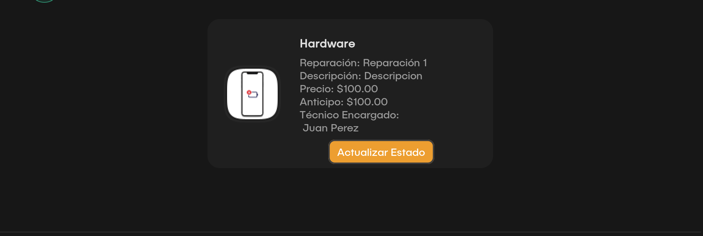 Hardware
Reparación: Reparación 1
Descripción: Descripcion
Precio: $100.00
Anticipo: $100.00
Técnico Encargado:
Juan Perez
Actualizar Estado